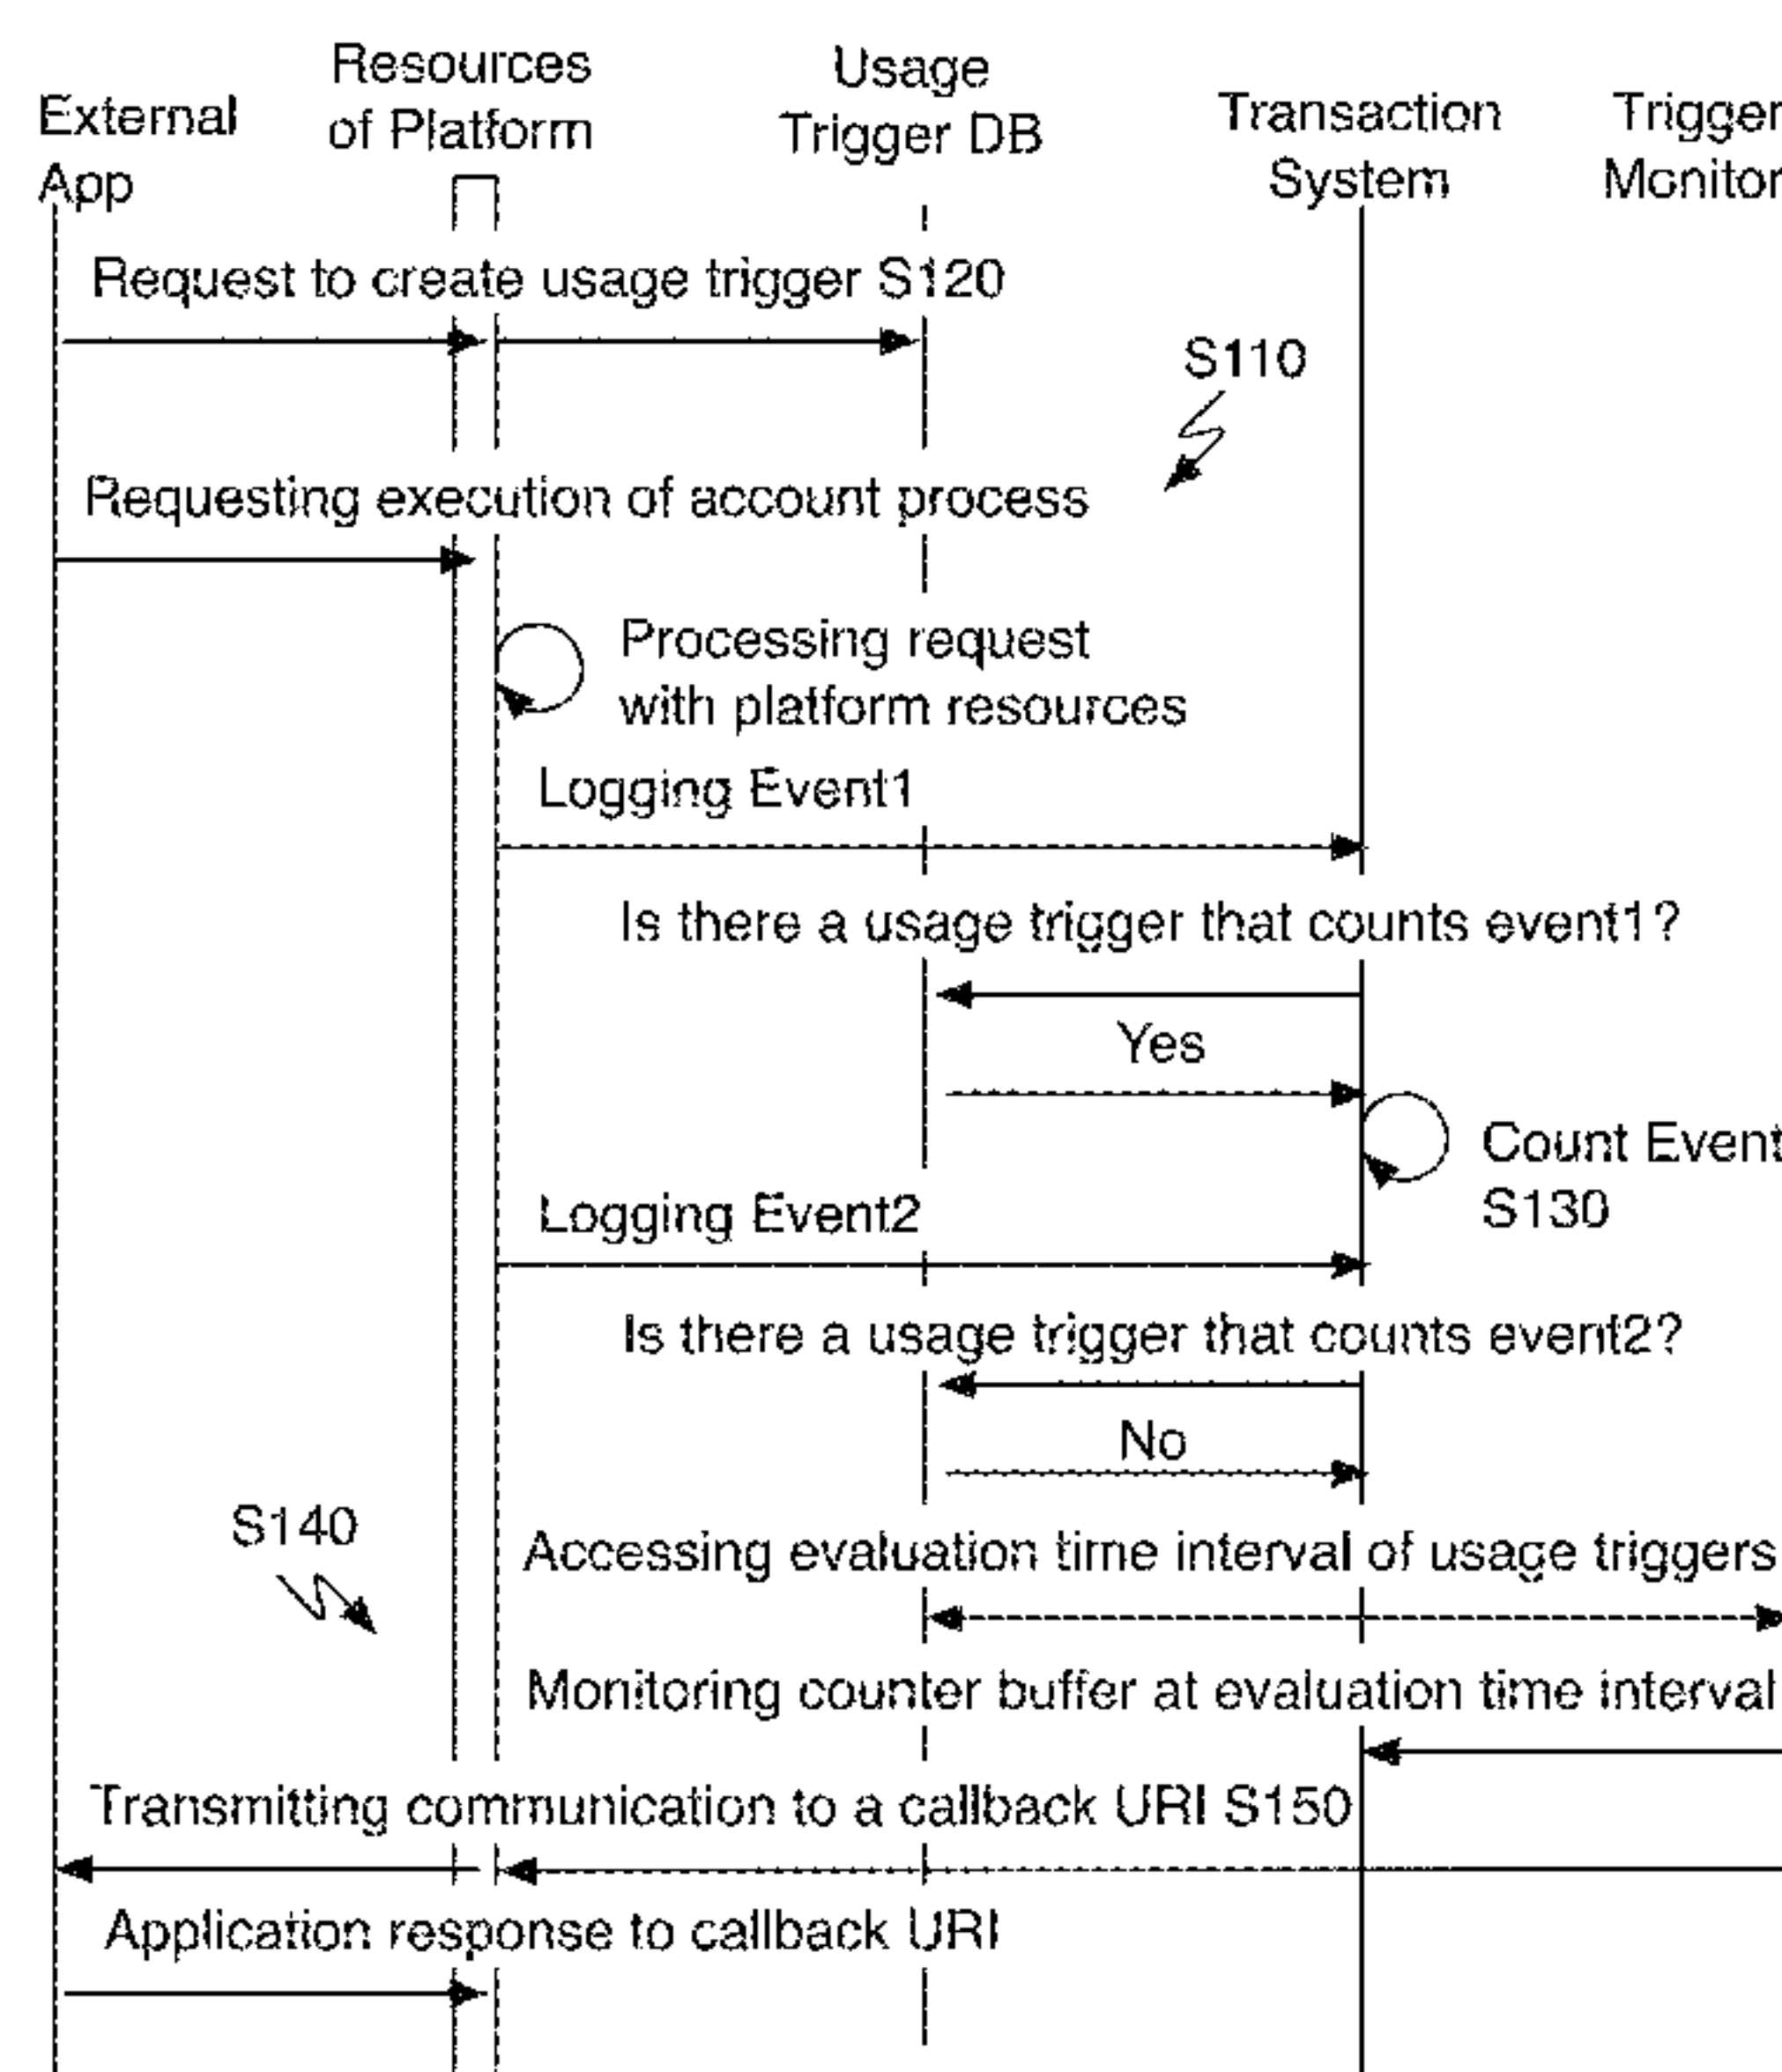 External
App
Resources
of Platform
Usage
Trigger DB
Transaction
System
Trigger
Monitor
Request to create usage trigger S120
S110
Requesting execution of account process
Processing request
with platform resources
Logging Event1
Is there a usage trigger that counts event1?
Yes
Count Event
S130
Logging Event2
Is there a usage trigger that counts event2?
No
S140
Accessing evaluation time interval of usage triggers
Monitoring counter buffer at evaluation time interval
Transmitting communication to a callback URI S150
Application response to callback URI